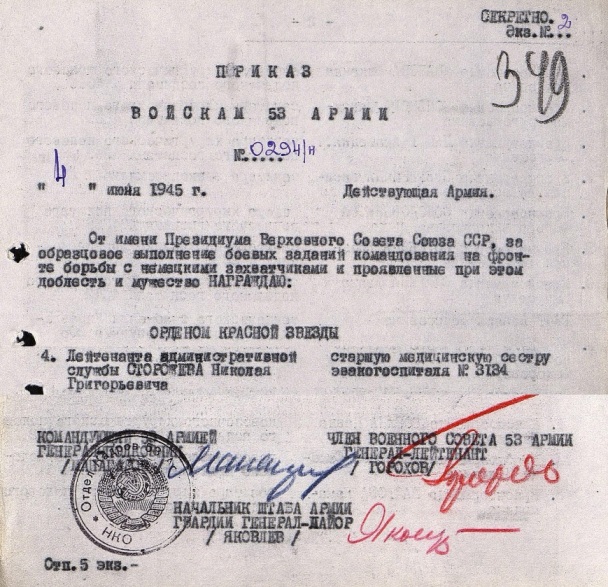 СЕКРЕТНО.
Экз.№ 2
349
ПРИКАЗ
ВОЙСКАМ 53 АРМИИ
№ 0294/н
" 4 " июня 1945 г. Действующая Армия.
От имени Президиума Верховного Совета Союза ССР, за
образцовое выполнение боевых заданий командования на фрон-
те борьбы с немецкими захватчиками и проявленные при этом
доблесть и мужество НАГРАЖДАЮ:
ОРДЕНОМ КРАСНОЙ ЗВЕЗДЫ
4. Лейтенанта административной старшую медицинскую сестру
службы СТОРОЖЕВА Николая эвакогоспиталя № 3134
Григорьевича
КОМАНДУЮЩИЙ 53 АРМИЕЙ ЧЛЕН ВОЕННОГО СОВЕТА 53 АРМИИ
ГЕНЕРАЛ ГЕНЕРАЛ-ЛЕЙТЕНАНТ
/ ГОРОХОВ/
НАЧАЛЬНИК ШТАБА АРМИИ
ГВАРДИИ ГЕНЕРАЛ-МАЙОР
/ ЯКОВЛЕВ /
НКО
Отп.5 экз.-